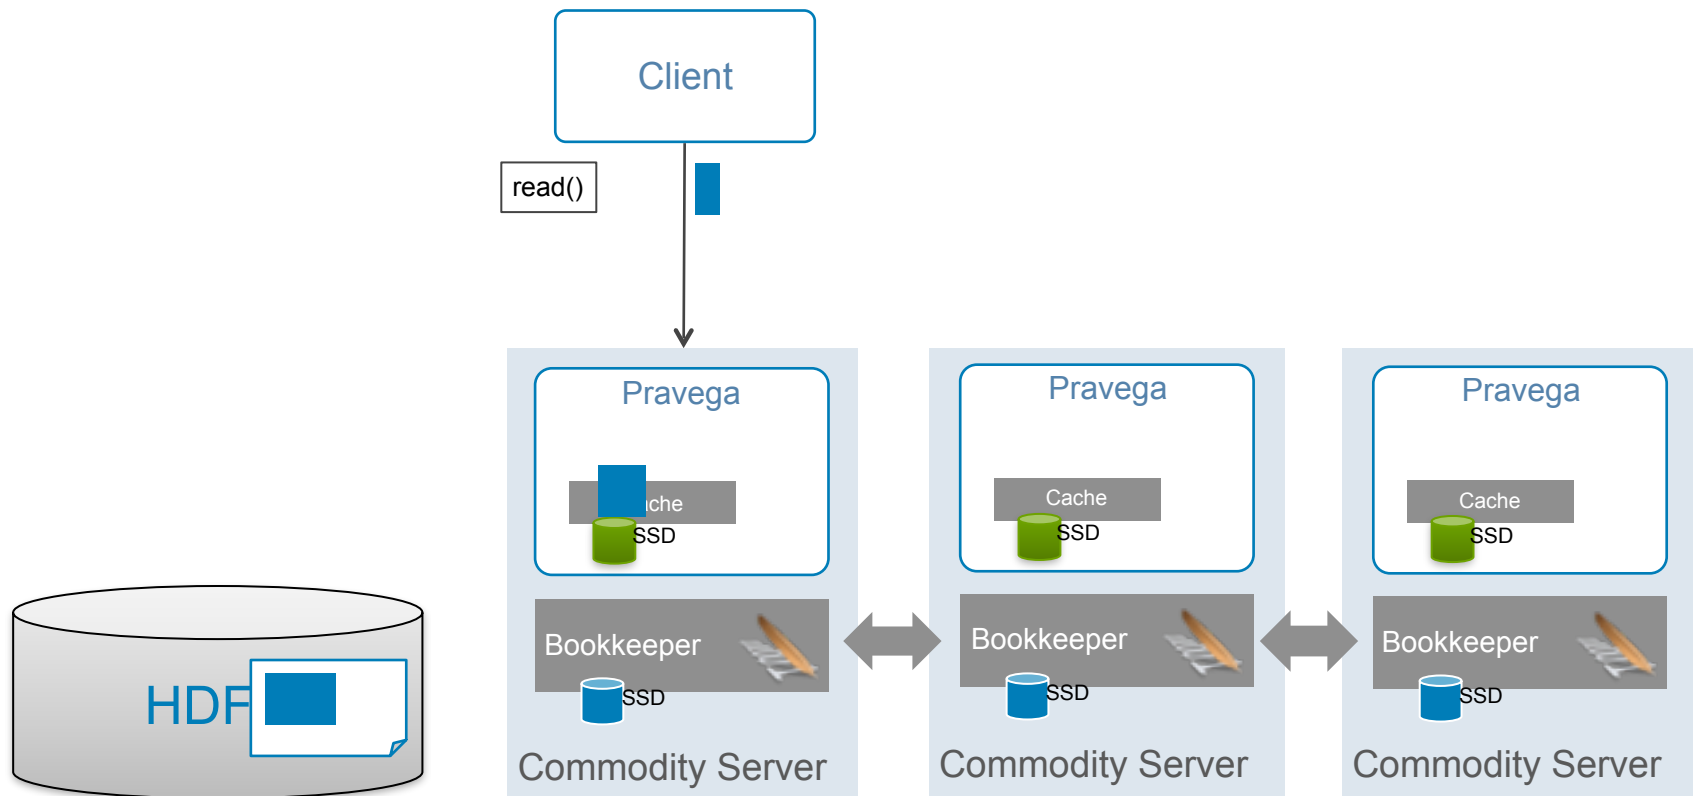 Client
read()
Pravega
Pravega
Pravega
ache
Cache
Cache
SSD
SSD
SSD
Bookkeeper
Bookkeeper
Bookkeeper
SSD
SSD
SSD
HDF
Commodity Server
Commodity Server
Commodity Server